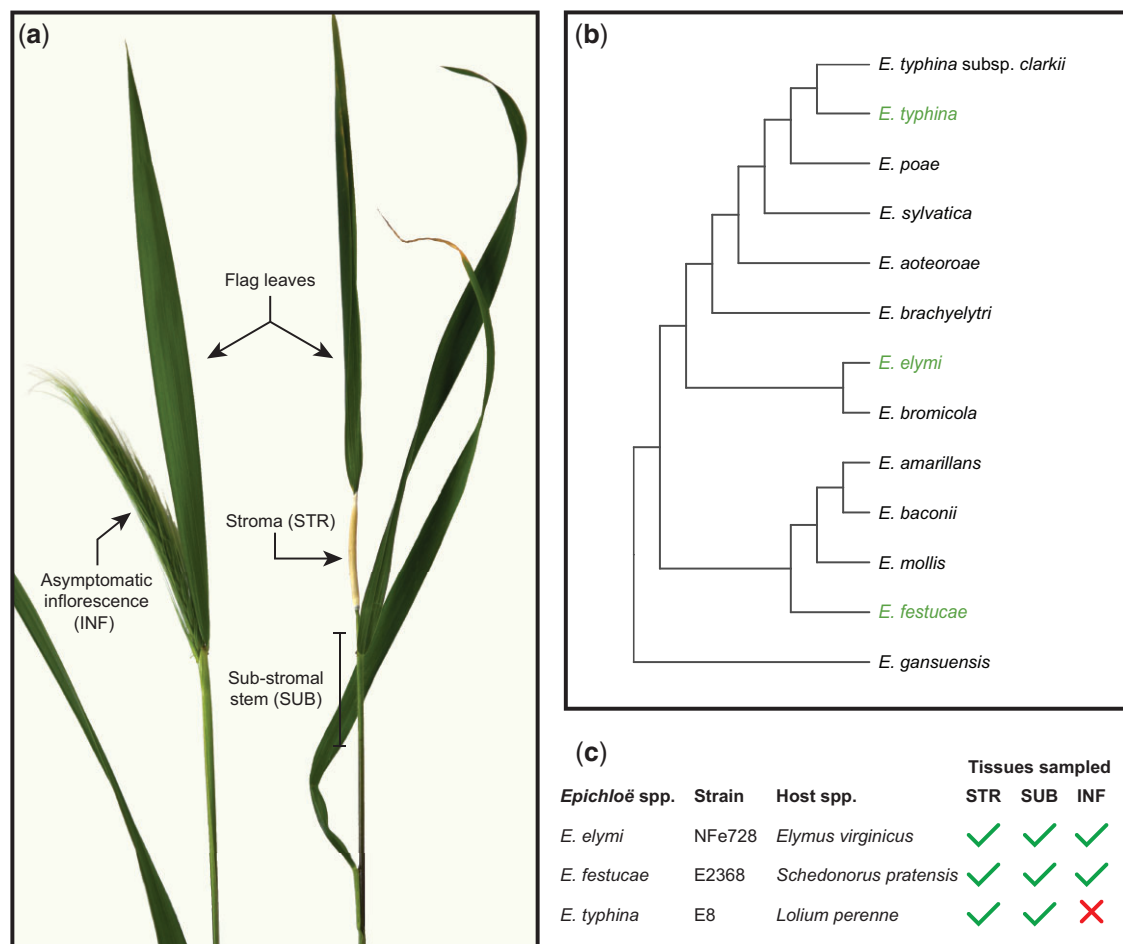 (a)
Flag leaves
Stroma (STR)
Asymptomatic
inflorescence
(INF)
Sub-stromal
stem (SUB)
(b)
E. typhina subsp. clarkii
E. typhina
E. poae
E. sylvatica
E. aoteoroae
E. brachyelytri
E. elymi
E. bromicola
E. amarillans
E. baconii
E. mollis
E. festucae
E. gansuensis
(c)
Tissues sampled
Epichloë spp. Strain Host spp. STR SUB INF
E. elymi NFe728 Elymus virginicus
E. festucae E2368 Schedonorus pratensis
E. typhina E8 Lolium perenne